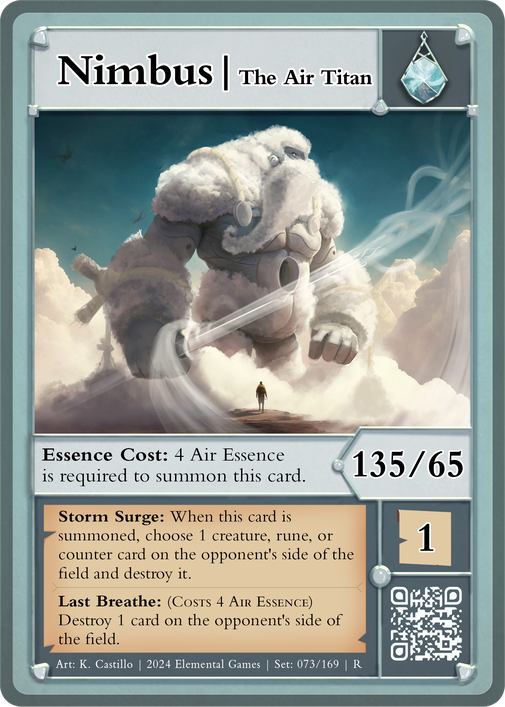 Nimbus | The Air Titan
Essence Cost: 4 Air Essence
is required to summon this card.
135/65
Storm Surge: When this card is
summoned, choose 1 creature, rune, or
counter card on the opponent's side of the
field and destroy it.
1
Last Breathe: (Costs 4 Air Essence)
Destroy 1 card on the opponent's side of
the field.
Art: K. Castillo | 2024 Elemental Games | Set: 073/169 | R